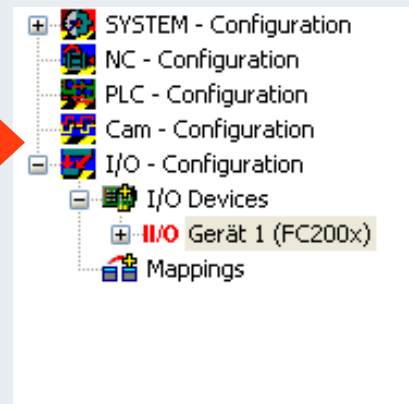 SYSTEM - Configuration
NC - Configuration
PLC - Configuration
Cam - Configuration
I/O - Configuration
I/O Devices
II/O Gerät 1 (FC200x)
Mappings